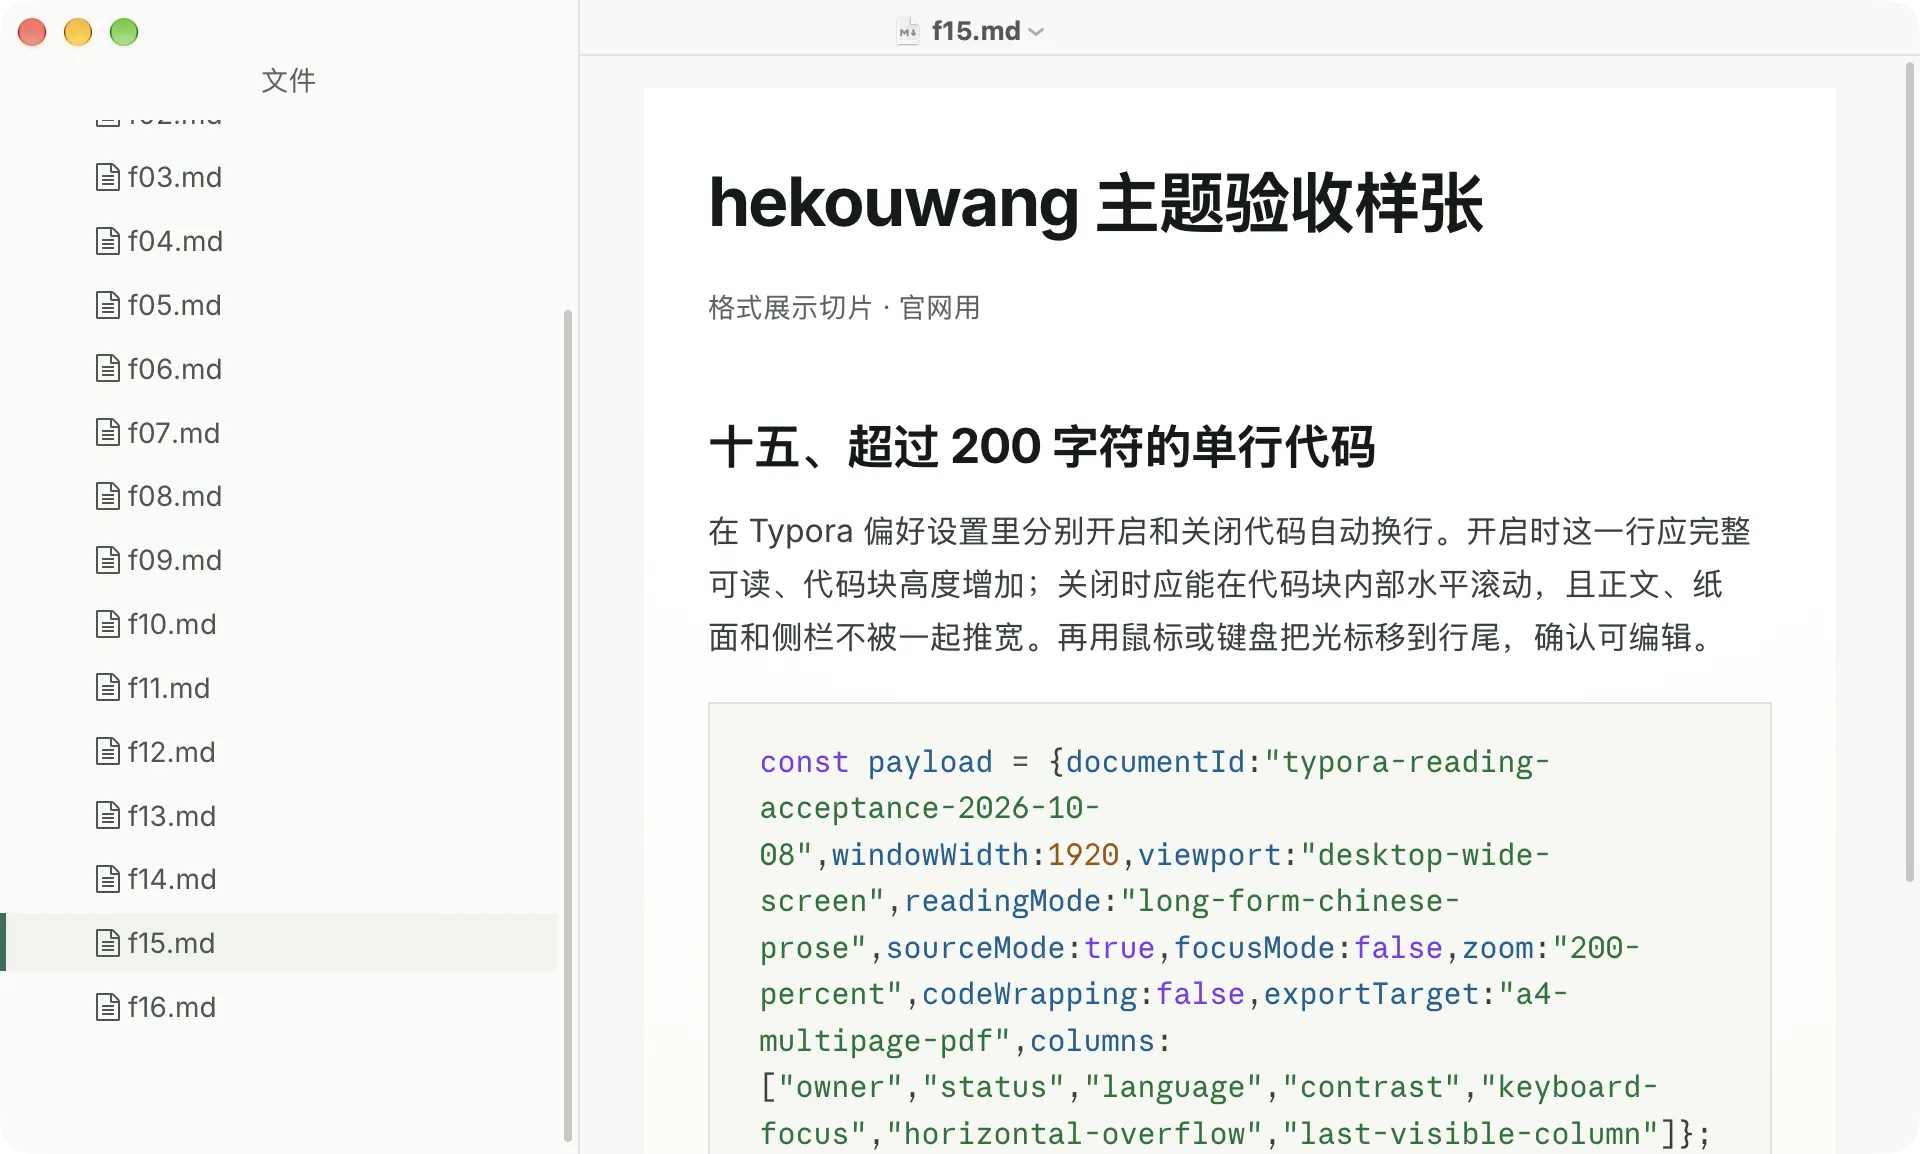 f15.md
文件
f03.md
f04.md
f05.md
f06.md
f07.md
f08.md
f09.md
f10.md
f11.md
f12.md
f13.md
f14.md
f15.md
f16.md
hekouwang 主题验收样张
格式展示切片 · 官网用
十五、超过 200 字符的单行代码
在 Typora 偏好设置里分别开启和关闭代码自动换行。开启时这一行应完整
可读、代码块高度增加；关闭时应能在代码块内部水平滚动，且正文、纸
面和侧栏不被一起推宽。再用鼠标或键盘把光标移到行尾，确认可编辑。
const payload = {documentId:"typora-reading-
acceptance-2026-10-
08",windowWidth:1920,viewport:"desktop-wide-
screen",readingMode:"long-form-chinese-
prose",sourceMode:true,focusMode:false,zoom:"200-
percent",codeWrapping:false,exportTarget:"a4-
multipage-pdf",columns:
["owner","status","language","contrast","keyboard-
focus","horizontal-overflow","last-visible-column"]};